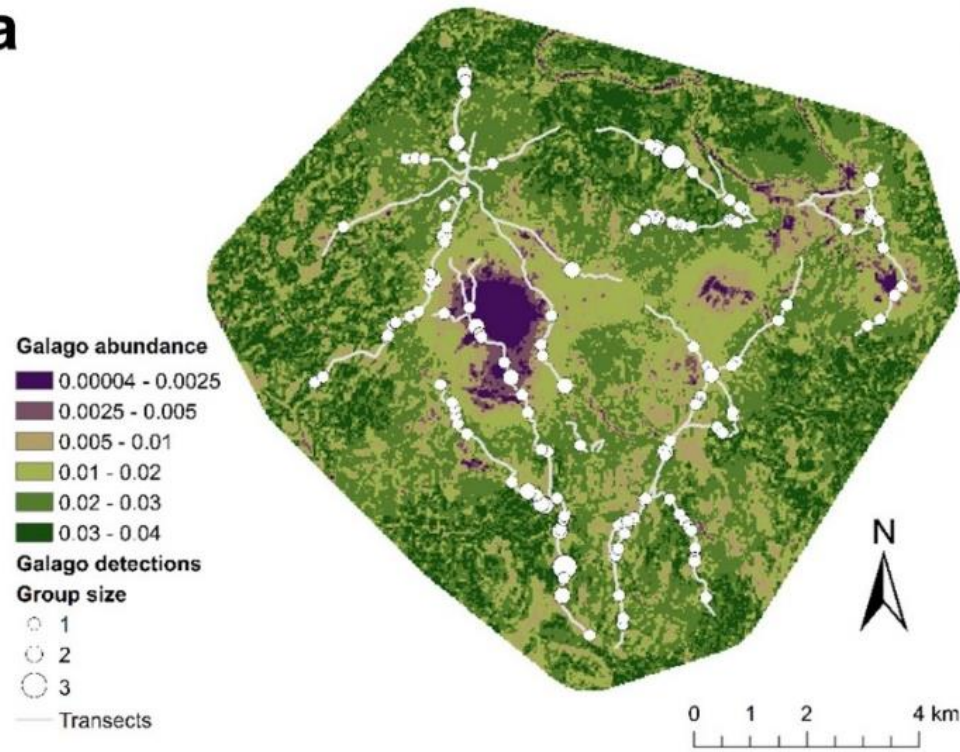 a
Galago abundance
0.00004 - 0.0025
0.0025 - 0.005
0.005 - 0.01
0.01 - 0.02
0.02 - 0.03
0.03 - 0.04
Galago detections
Group size
1
2
3
Transects
N
0 1 2 4 km